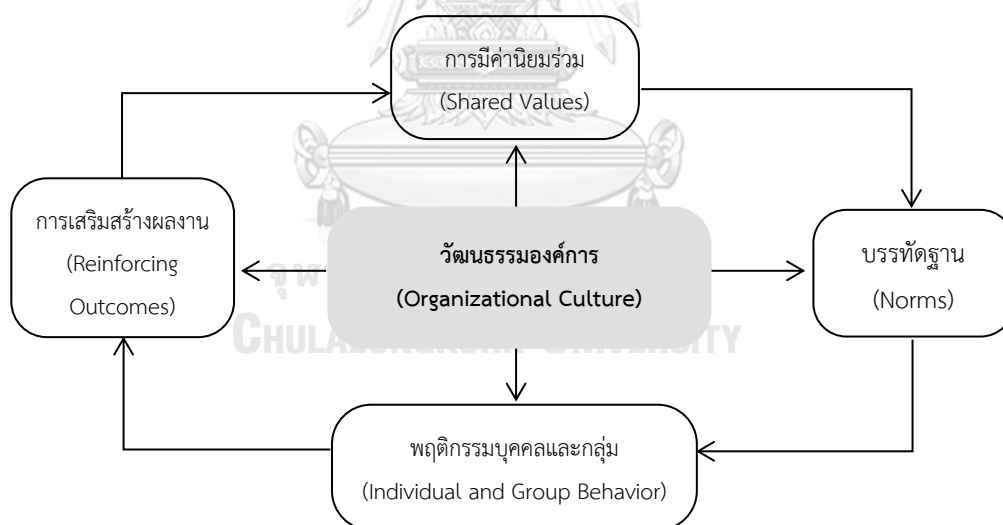 การมีค่านิยมร่วม
(Shared Values)
การเสริมสร้างผลงาน
(Reinforcing
Outcomes)
วัฒนธรรมองค์การ
(Organizational Culture)
บรรทัดฐาน
(Norms)
พฤติกรรมบุคคลและกลุ่ม
(Individual and Group Behavior)